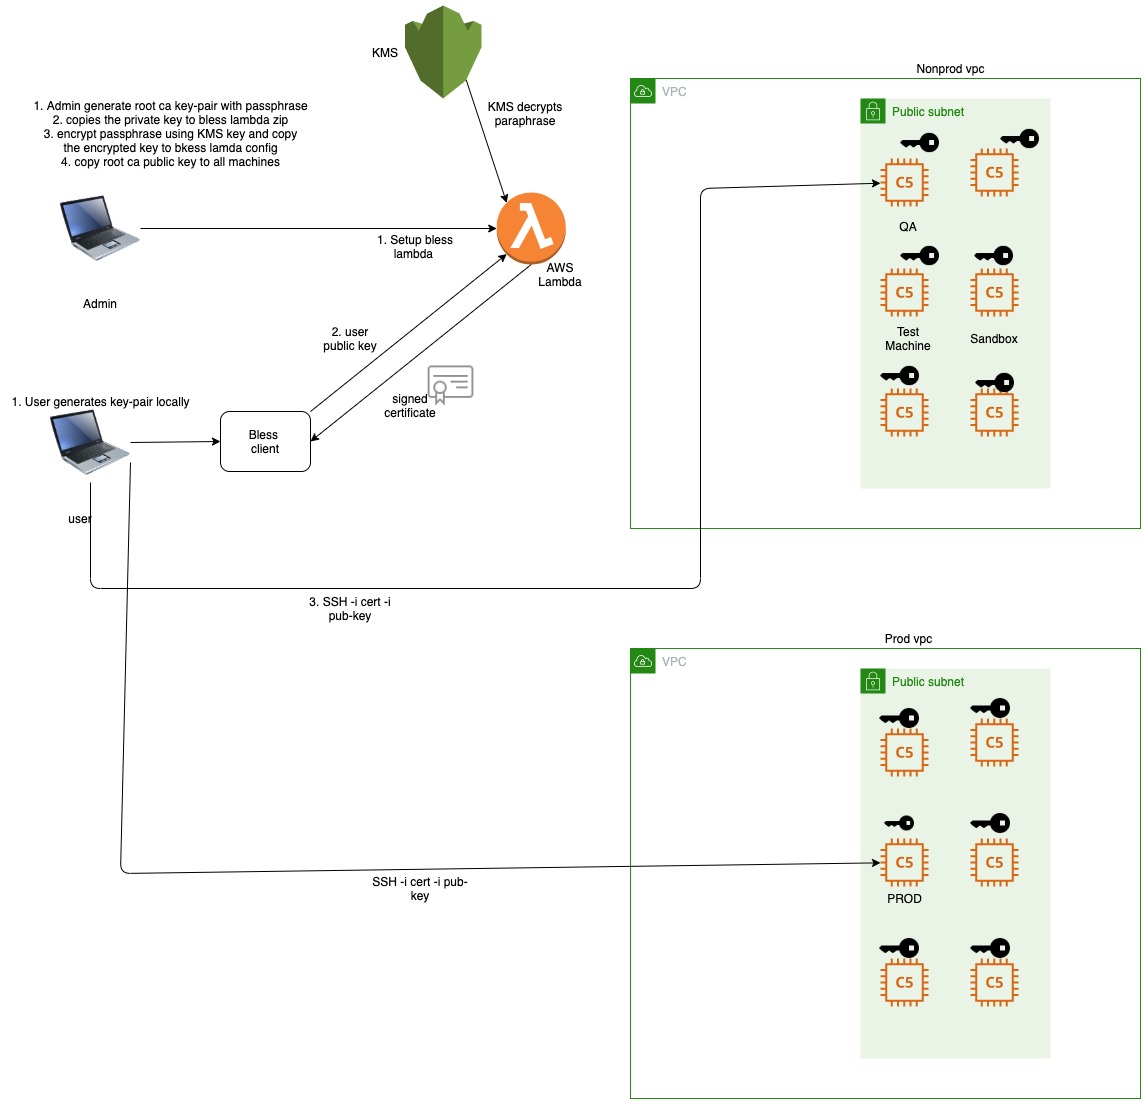 KMS
KMS decrypts
paraphrase
1. Admin generate root ca key-pair with passphrase
2. copies the private key to bless lambda zip
3. encrypt passphrase using KMS key and copy
the encrypted key to bkess lamda config
4. copy root ca public key to all machines
1. Setup bless
lambda
Admin
AWS
Lambda
2. user
public key
signed
certificate
1. User generates key-pair locally
Bless
client
user
3. SSH -i cert -i
pub-key
SSH -i cert -i pub-
key
Nonprod vpc
VPC
Public subnet
C5
C5
QA
C5
C5
Test
Machine
Sandbox
C5
C5
Prod vpc
VPC
Public subnet
C5
C5
C5
C5
PROD
C5
C5